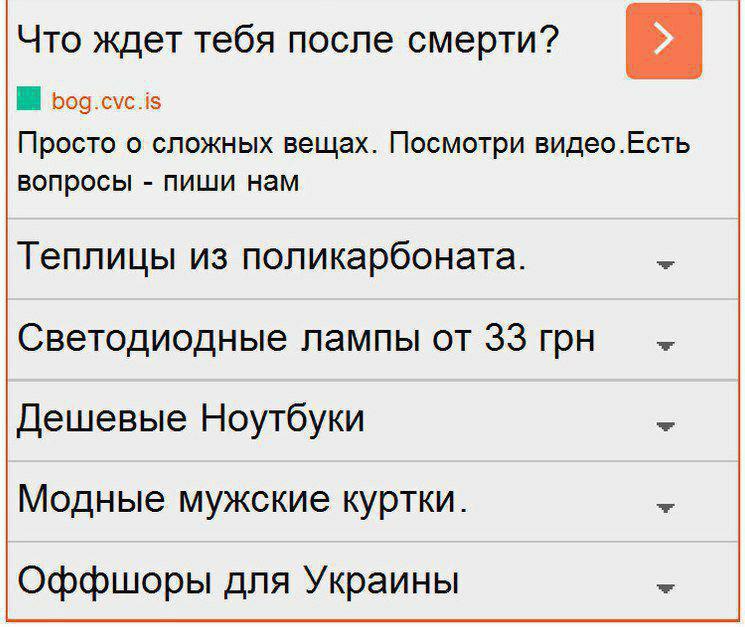 Что ждет тебя после смерти?
bog.cvc.is
Просто о сложных вещах. Посмотри видео.Есть
вопросы - пиши нам
Теплицы из поликарбоната.
Светодиодные лампы от 33 грн
Дешевые Ноутбуки
Модные мужские куртки.
Оффшоры для Украины